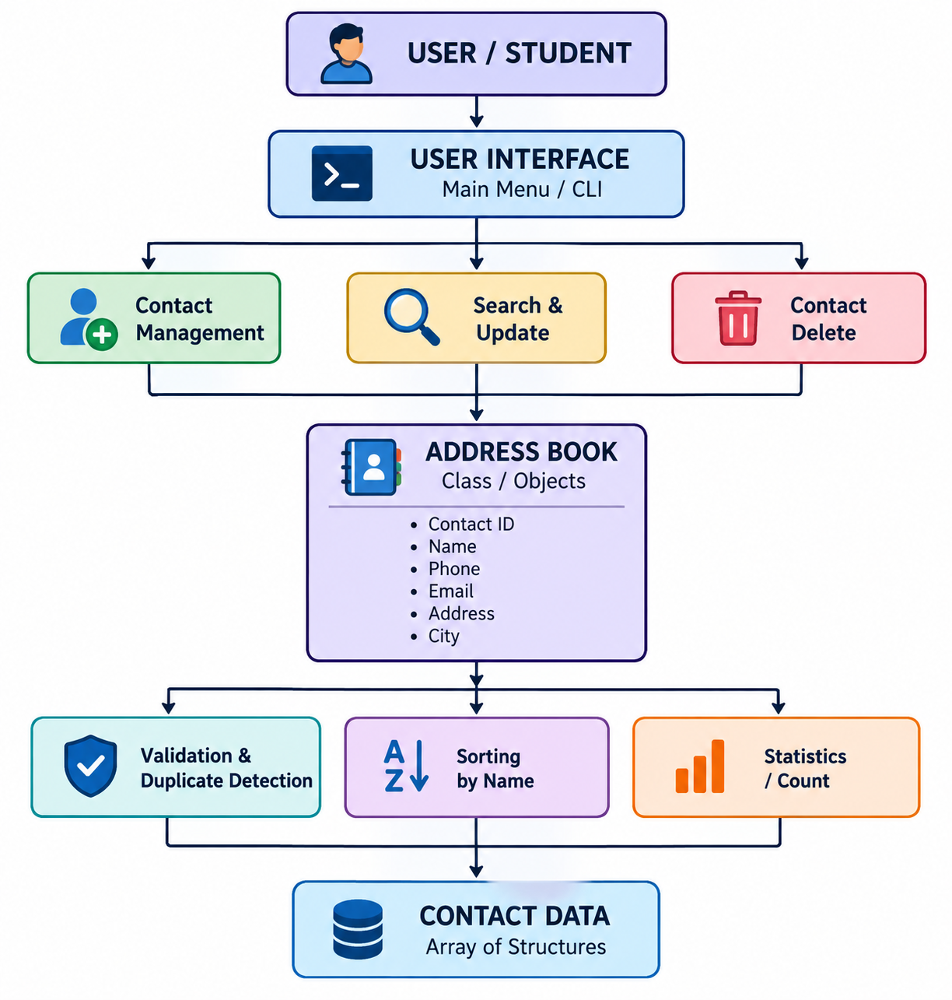 USER / STUDENT
USER INTERFACE
Main Menu / CLI
Contact
Management
Search &
Update
Contact
Delete
ADDRESS BOOK
Class / Objects
• Contact ID
• Name
• Phone
• Email
• Address
• City
Validation &
Duplicate Detection
A
Z
Sorting
by Name
Statistics
/ Count
CONTACT DATA
Array of Structures